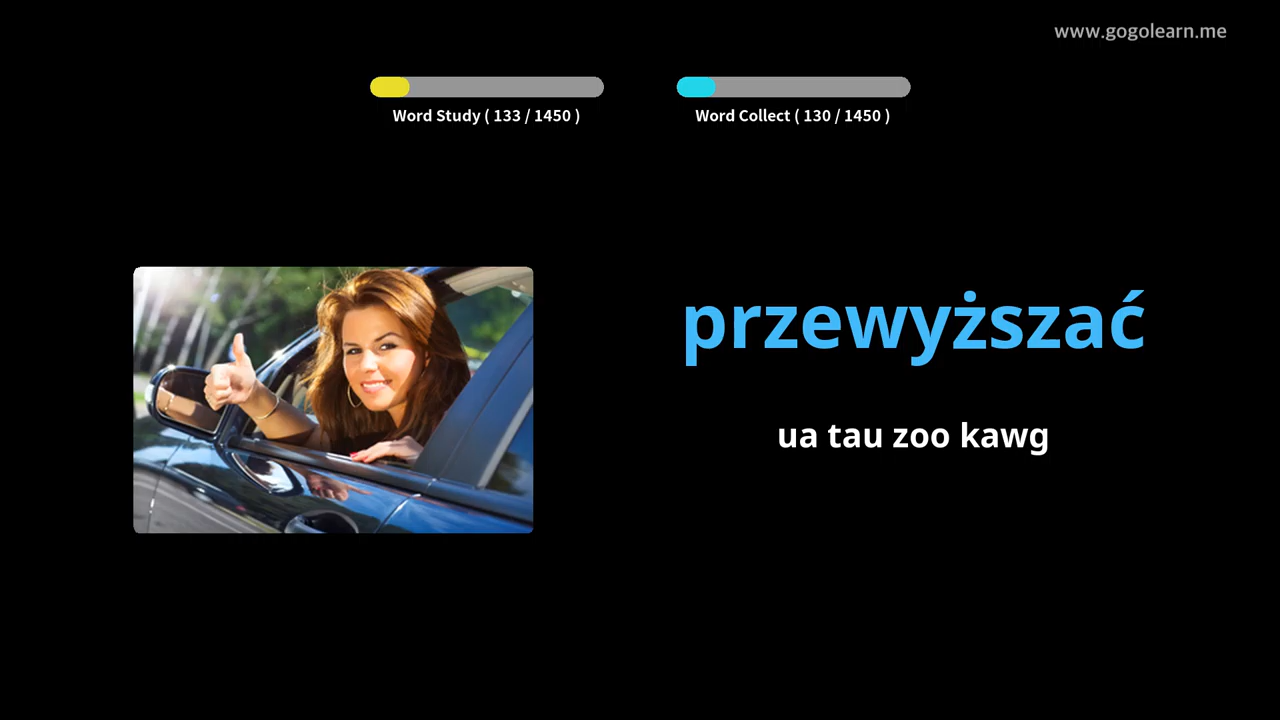 www.gogolearn.me
Word Study ( 133 / 1450 )
Word Collect ( 130 / 1450 )
przewyższać
ua tau zoo kawg